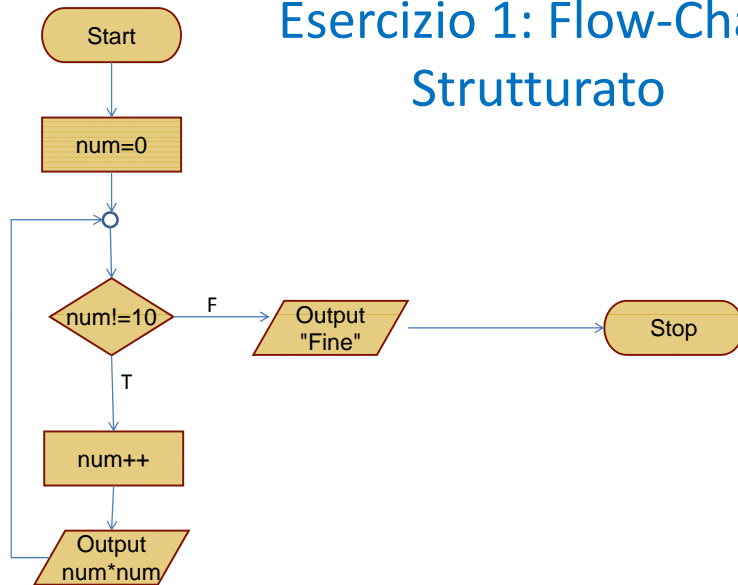 Esercizio 1: Flow-Cha
Strutturato
Start
num=0
num!=10
F
Output
"Fine"
Stop
T
num++
Output
num*num